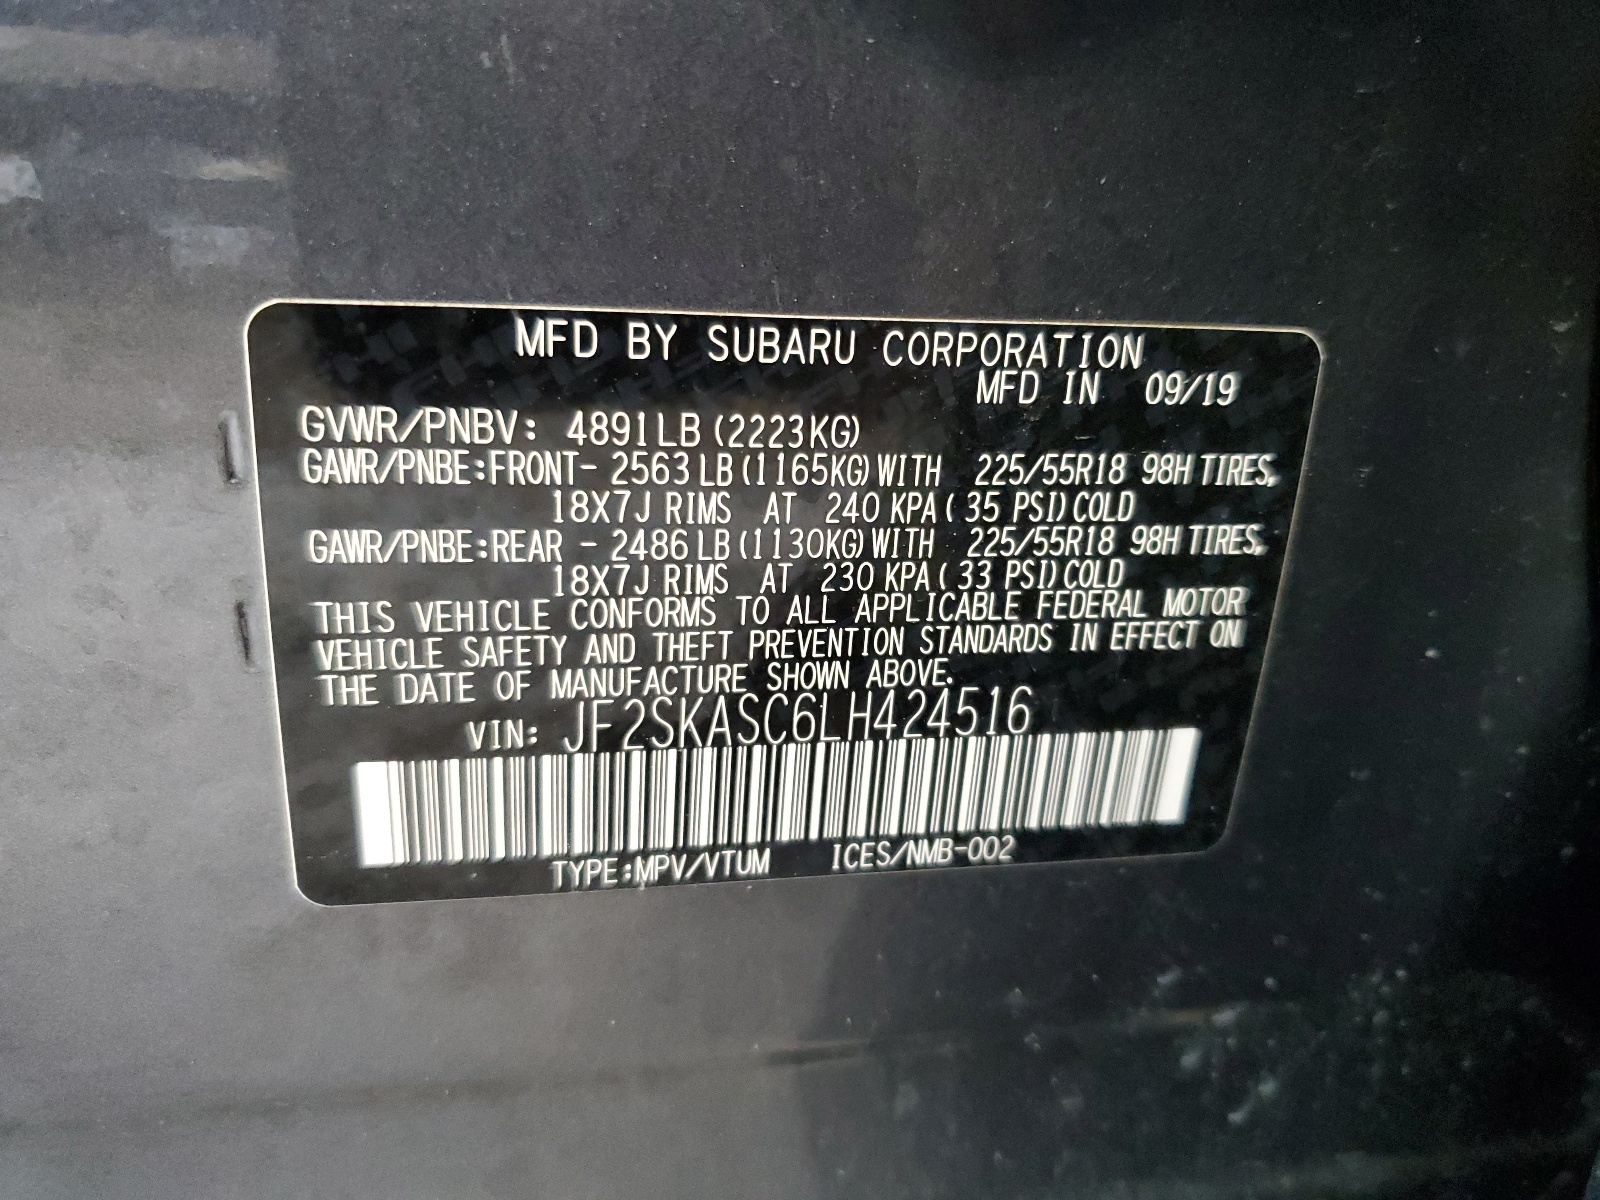 MFD BY SUBARU CORPORATION
MFD IN 09/19
GVWR/PNBV: 4891LB (2223KG)
GAWR/PNBE:FRONT- 2563 LB (1165KG) WITH 225/55R18 98H TIRES,
18X7J RIMS AT 240 KPA ( 35 PSI) COLD
GAWR/PNBE:REAR - 2486 LB (1130KG) WITH 225/55R18 98H TIRES,
18X7J RIMS AT 230 KPA ( 33 PSI) COLD
THIS VEHICLE CONFORMS TO ALL APPLICABLE FEDERAL MOTOR
VEHICLE SAFETY AND THEFT PREVENTION STANDARDS IN EFFECT ON
THE DATE OF MANUFACTURE SHOWN ABOVE.
VIN: JF2SKASC6LH424516
TYPE:MPV/VTUM ICES/NMB-002